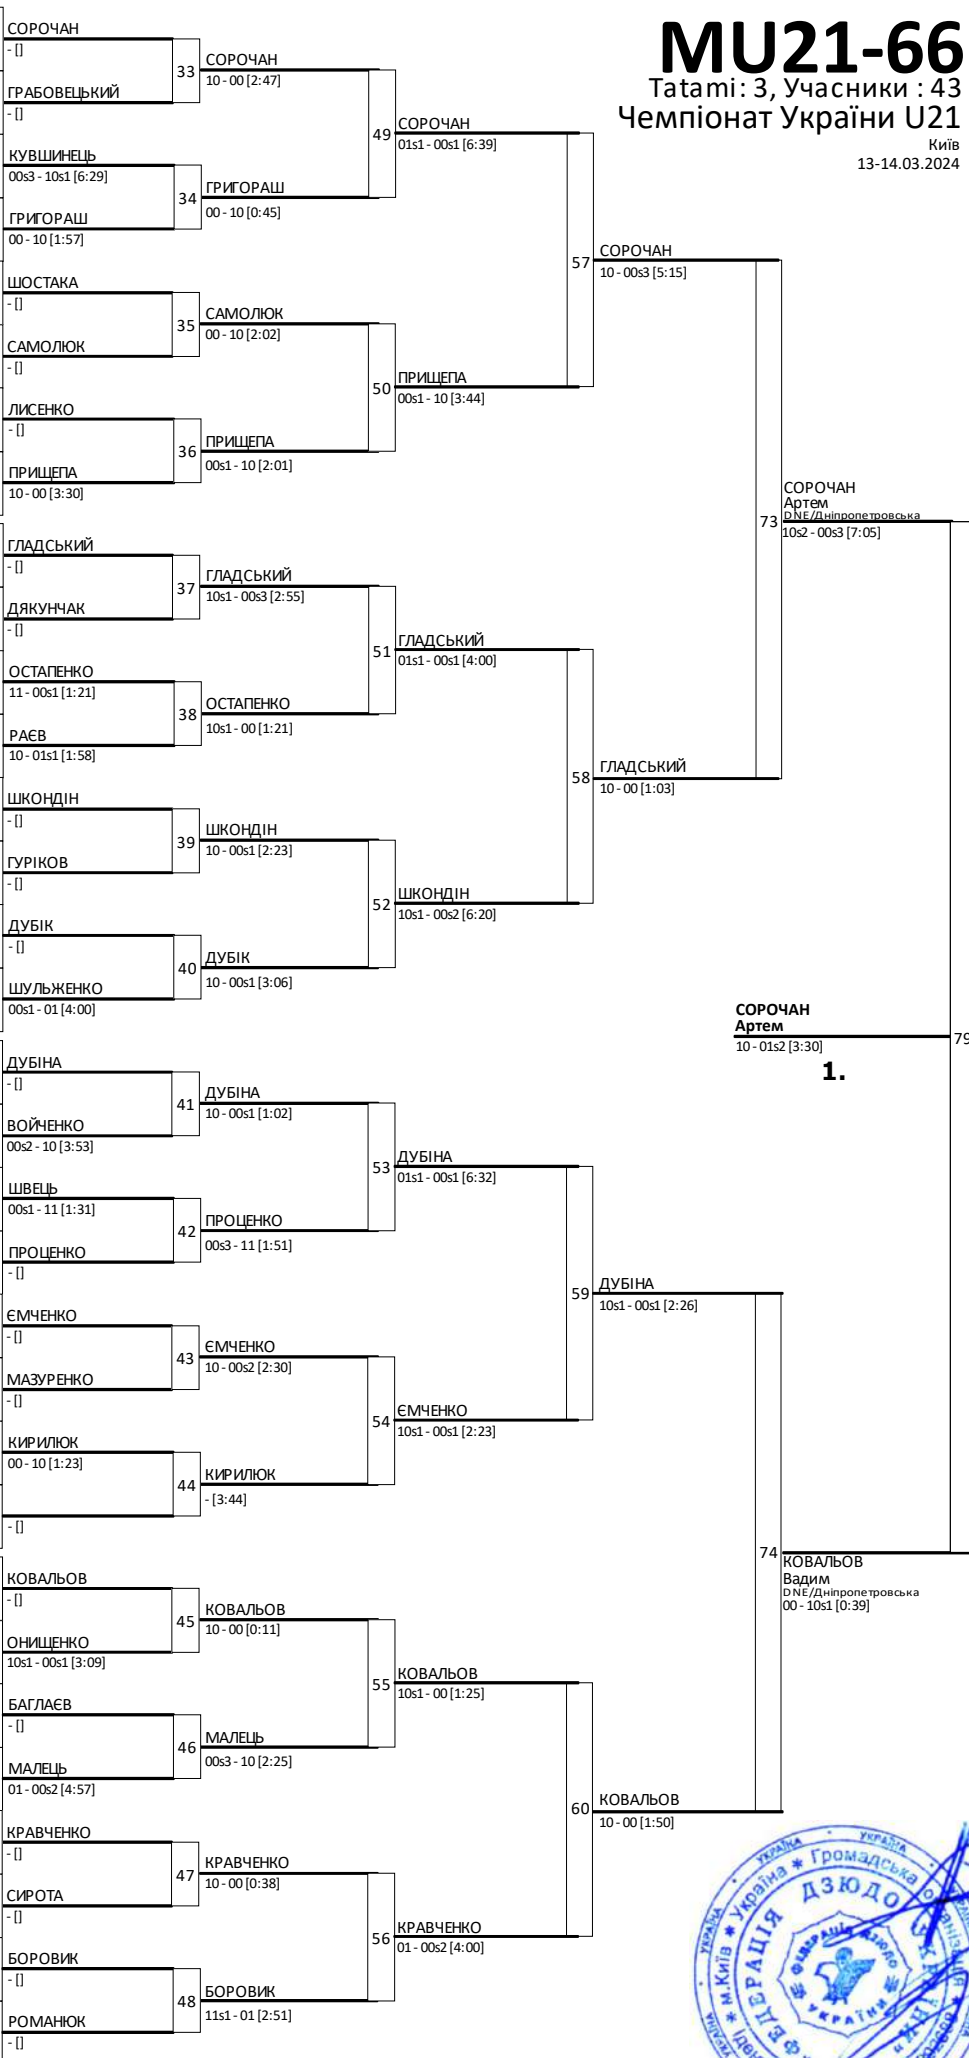 MU21-66
Tatami: 3, Учасники : 43
Чемпіонат України U21
Київ
13-14.03.2024
СОРОЧАН
- []
ГРАБОВЕЦЬКИЙ
- []
33
СОРОЧАН
10 - 00 [2:47]
КУВШИНЕЦЬ
00s3 - 10s1 [6:29]
ГРИГОРАШ
00 - 10 [1:57]
34
ГРИГОРАШ
00 - 10 [0:45]
49
СОРОЧАН
01s1 - 00s1 [6:39]
ШОСТАКА
- []
САМОЛЮК
- []
35
САМОЛЮК
00 - 10 [2:02]
ЛИСЕНКО
- []
ПРИЩЕПА
10 - 00 [3:30]
36
ПРИЩЕПА
00s1 - 10 [2:01]
50
ПРИЩЕПА
00s1 - 10 [3:44]
57
СОРОЧАН
10 - 00s3 [5:15]
ГЛАДСЬКИЙ
- []
ДЯКУНЧАК
- []
37
ГЛАДСЬКИЙ
10s1 - 00s3 [2:55]
ОСТАПЕНКО
11 - 00s1 [1:21]
РАЄВ
10 - 01s1 [1:58]
38
ОСТАПЕНКО
10s1 - 00 [1:21]
51
ГЛАДСЬКИЙ
01s1 - 00s1 [4:00]
ШКОНДІН
- []
ГУРІКОВ
- []
39
ШКОНДІН
10 - 00s1 [2:23]
ДУБІК
- []
ШУЛЬЖЕНКО
00s1 - 01 [4:00]
40
ДУБІК
10 - 00s1 [3:06]
52
ШКОНДІН
10s1 - 00s2 [6:20]
58
ГЛАДСЬКИЙ
10 - 00 [1:03]
73
СОРОЧАН
Артем
DNE/Дніпропетровська
10s2 - 00s3 [7:05]
СОРОЧАН
Артем
10 - 01s2 [3:30]
1.
79
ДУБІНА
- []
ВОЙЧЕНКО
00s2 - 10 [3:53]
41
ДУБІНА
10 - 00s1 [1:02]
ШВЕЦЬ
00s1 - 11 [1:31]
ПРОЦЕНКО
- []
42
ПРОЦЕНКО
00s3 - 11 [1:51]
53
ДУБІНА
01s1 - 00s1 [6:32]
ЄМЧЕНКО
- []
МАЗУРЕНКО
- []
43
ЄМЧЕНКО
10 - 00s2 [2:30]
КИРИЛЮК
00 - 10 [1:23]
- []
44
КИРИЛЮК
- [3:44]
54
ЄМЧЕНКО
10s1 - 00s1 [2:23]
59
ДУБІНА
10s1 - 00s1 [2:26]
КОВАЛЬОВ
- []
ОНИЩЕНКО
10s1 - 00s1 [3:09]
45
КОВАЛЬОВ
10 - 00 [0:11]
БАГЛАЄВ
- []
МАЛЕЦЬ
01 - 00s2 [4:57]
46
МАЛЕЦЬ
00s3 - 10 [2:25]
55
КОВАЛЬОВ
10s1 - 00 [1:25]
КРАВЧЕНКО
- []
СИРОТА
- []
47
КРАВЧЕНКО
10 - 00 [0:38]
БОРОВИК
- []
РОМАНЮК
- []
48
БОРОВИК
11s1 - 01 [2:51]
56
КРАВЧЕНКО
01 - 00s2 [4:00]
60
КОВАЛЬОВ
10 - 00 [1:50]
74
КОВАЛЬОВ
Вадим
DNE/Дніпропетровська
00 - 10s1 [0:39]
м.Київ * Україна * Громадська
ФЕДЕРАЦІЯ ДЗЮДО УКРАЇНИ
ФЕДЕРАЦІЯ ДЗЮДО
УКРАЇНИ